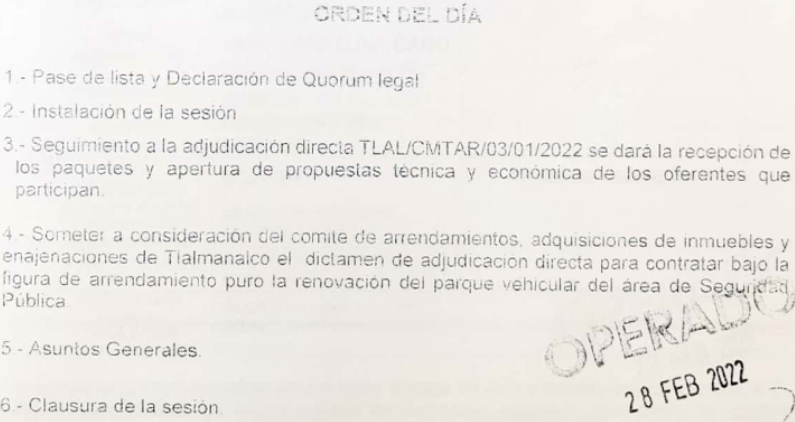 ORDEN DEL DÍA
1.- Pase de lista y Declaración de Quorum legal
2.- Instalación de la sesión
3.- Seguimiento a la adjudicación directa TLAL/CMTAR/03/01/2022 se dará la recepción de
los paquetes y apertura de propuestas técnica y económica de los oferentes que
participan.
4.- Someter a consideración del comite de arrendamientos, adquisiciones de inmuebles y
enajenaciones de Tlalmanalco el dictamen de adjudicacion directa para contratar bajo la
figura de arrendamiento puro la renovación del parque vehicular del área de Seguridad
Pública.
5.- Asuntos Generales.
6.- Clausura de la sesión.
OPERADO
28 FEB 2022